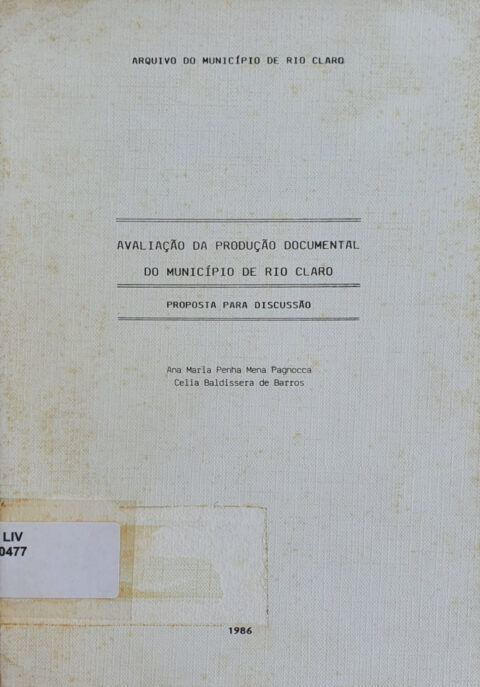 ARQUIVO DO MUNICÍPIO DE RIO CLARO
AVALIAÇÃO DA PRODUÇÃO DOCUMENTAL
DO MUNICÍPIO DE RIO CLARO
PROPOSTA PARA DISCUSSÃO
Ana Maria Penha Mena Pagnocca
Celia Baldissera de Barros
LIV
0477
1986